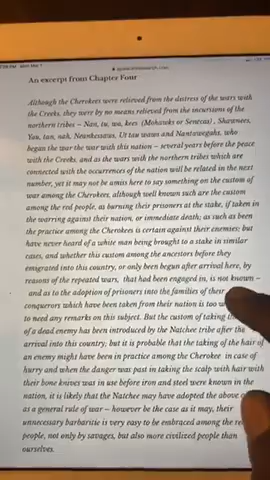 An excerpt from Chapter Four
Although the Cherokees were relieved from the distress of the wars with
the Creeks, they were by no means relieved from the incursions of the
northern tribes – Nan, tu, wa, kees (Mohawks or Senecas), Shawnees,
Yau, tan, nah, Neunkessaws, Ut taw waws and Nantowegahs, who
began the war the war with this nation – several years before the peace
with the Creeks, and as the wars with the northern tribes which are
connected with the occurrences of the nation will be related in the next
number, yet it may not be amiss here to say something on the custom of
war among the Cherokees, although well known such are the custom
among the red people, as burning their prisoners at the stake, if taken in
the warring against their nation, or immediate death; as such as been
the practice among the Cherokees is certain against their enemies; but
have never heard of a white man being brought to a stake in similar
cases, and whether this custom among the ancestors before they
emigrated into this country, or only been begun after arrival here, by
reasons of the repeated wars, that had been engaged in, is not known –
and as to the adoption of prisoners into the families of their
conquerors which have been taken from their nation is too
to need any remarks on this subject. But the custom of taking
of a dead enemy has been introduced by the Natchee tribe after the
arrival into this country; but it is probable that the taking of the hair of
an enemy might have been in practice among the Cherokee in case of
hurry and when the danger was past in taking the scalp with hair with
their bone knives was in use before iron and steel were known in the
nation, it is likely that the Natchee may have adopted the above
as a general rule of war – however be the case as it may, their
unnecessary barbaritie is very easy to be embraced among the
people, not only by savages, but also more civilized people than
ourselves.